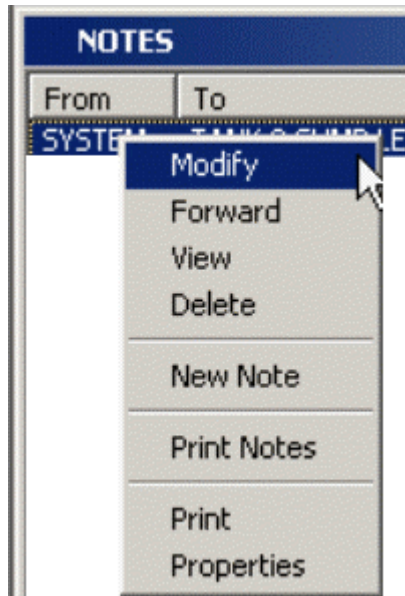 NOTES
From To
SYSTEM
Modify
Forward
View
Delete
New Note
Print Notes
Print
Properties